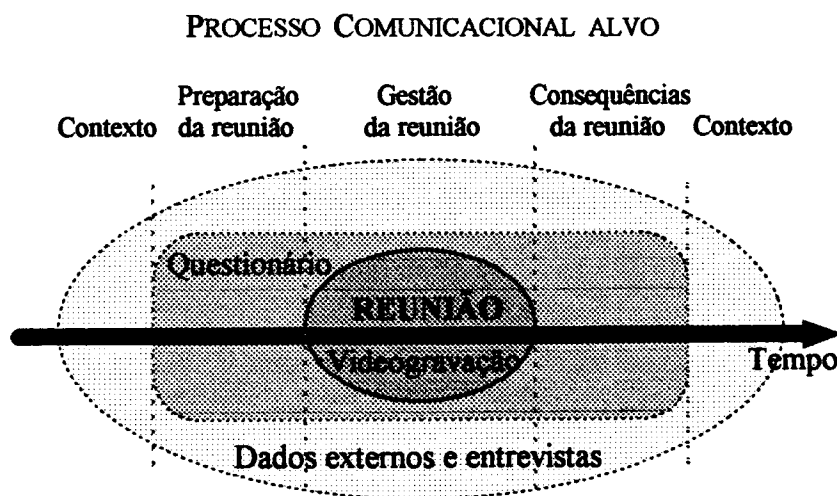 PROCESSO COMUNICACIONAL ALVO
Preparação Gestão Consequências
Contexto da reunião da reunião da reunião Contexto
Questionário
REUNIÃO
Videogravação
Tempo
Dados externos e entrevistas